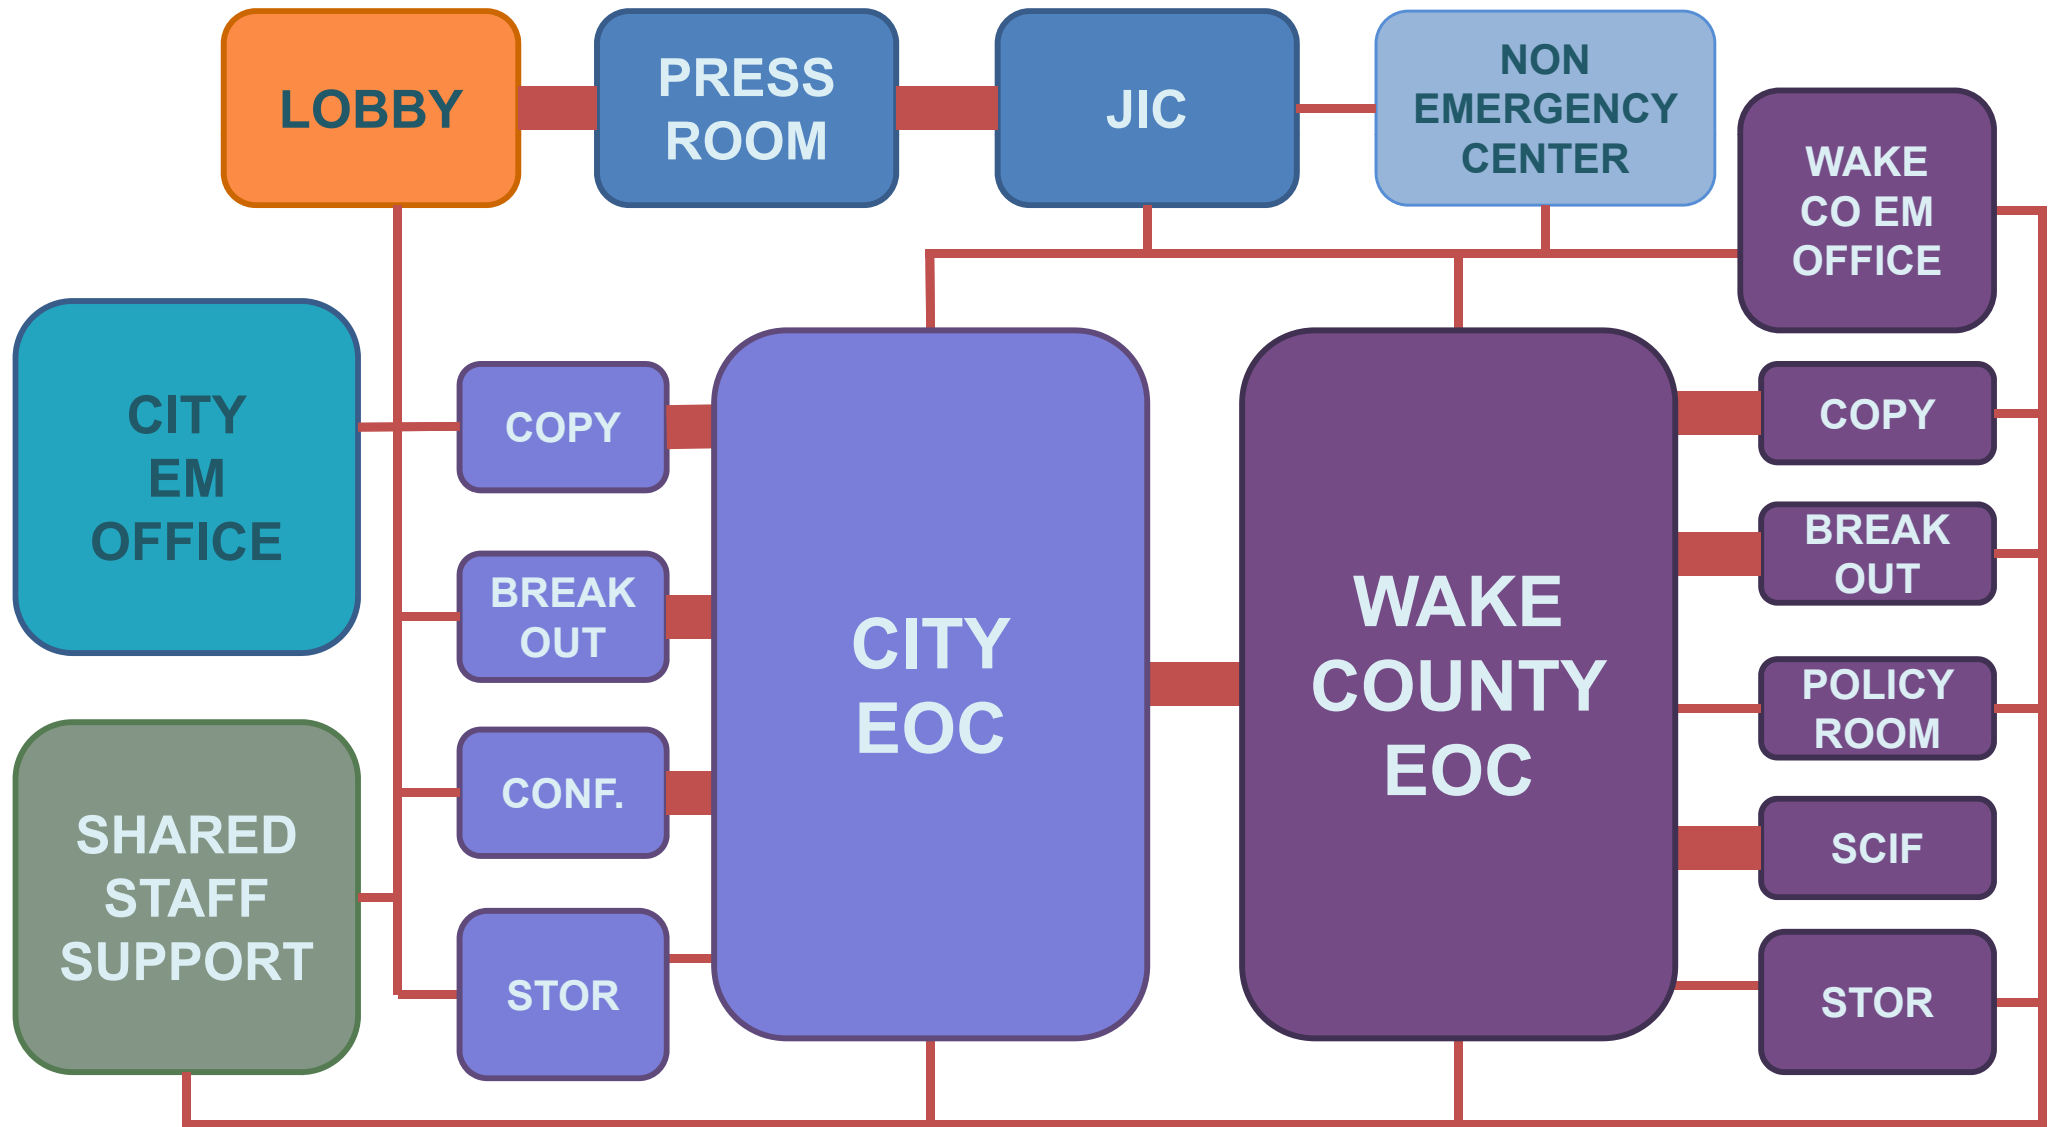 LOBBY
PRESS
ROOM
JIC
NON
EMERGENCY
CENTER
WAKE
CO EM
OFFICE
CITY
EM
OFFICE
COPY
BREAK
OUT
CONF.
STOR
SHARED
STAFF
SUPPORT
CITY
EOC
WAKE
COUNTY
EOC
COPY
BREAK
OUT
POLICY
ROOM
SCIF
STOR